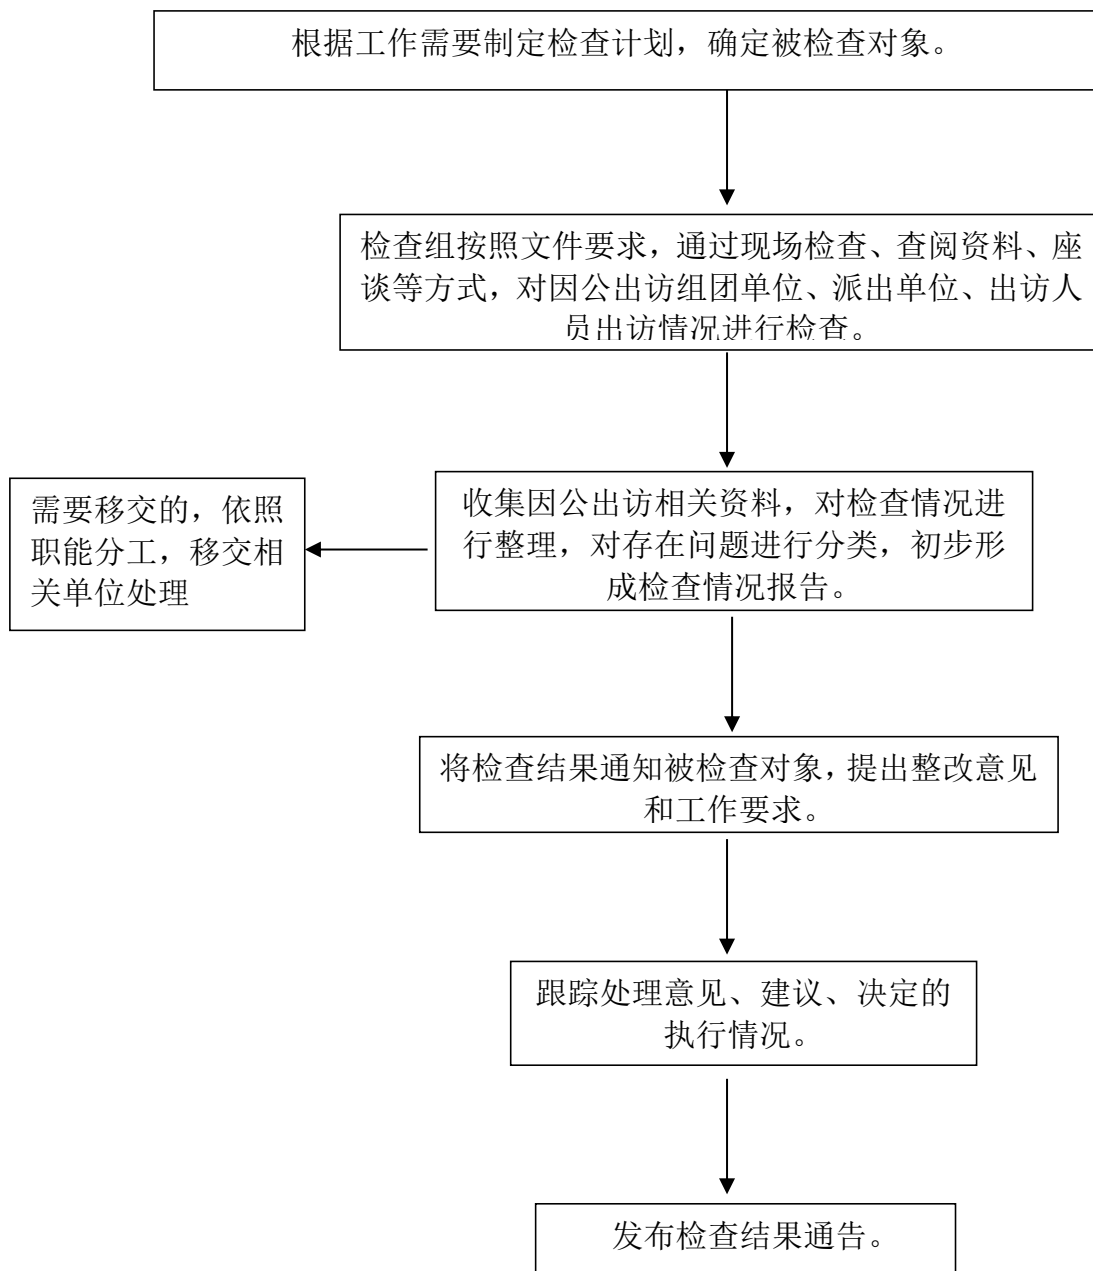 根据工作需要制定检查计划，确定被检查对象。
检查组按照文件要求，通过现场检查、查阅资料、座
谈等方式，对因公出访组团单位、派出单位、出访人
员出访情况进行检查。
需要移交的，依照
职能分工，移交相
关单位处理
收集因公出访相关资料，对检查情况进
行整理，对存在问题进行分类，初步形
成检查情况报告。
将检查结果通知被检查对象，提出整改意见
和工作要求。
跟踪处理意见、建议、决定的
执行情况。
发布检查结果通告。